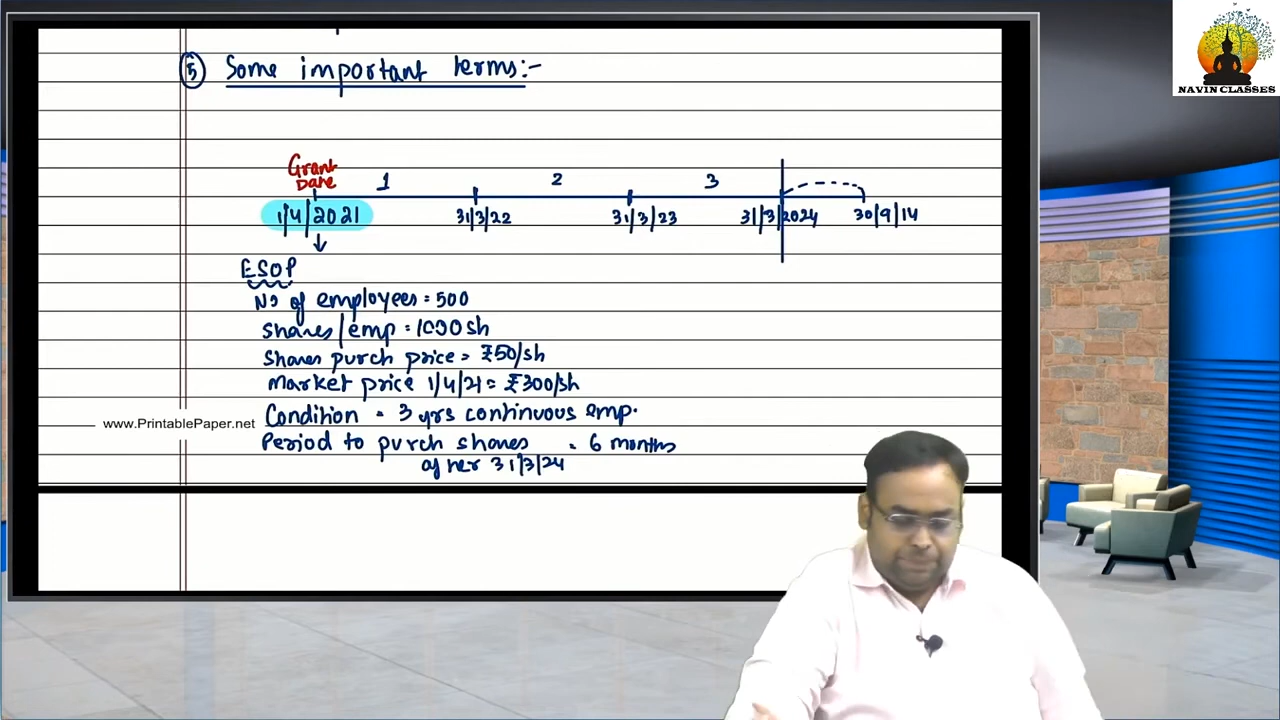 NAVIN CLASSES
5 Some important terms:-
Grant
Date
1 2 3
1/4/2021 31/3/22 31/3/23 31/3/2024 30/9/14
ESOP
No of employees = 500
Shares/emp = 1000 sh
Shares purch price = ₹50/sh
Market price 1/4/21 = ₹300/sh
Condition = 3 yrs continuous emp.
www.PrintablePaper.net
Period to purch shares = 6 months
after 31/3/24